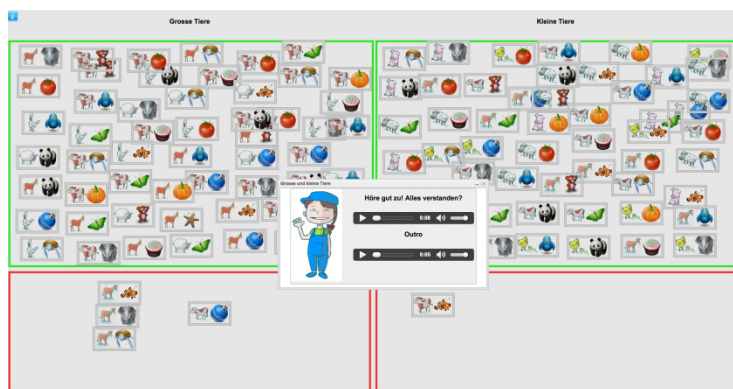 Grosse Tiere
Kleine Tiere
Grosse und kleine Tiere
Höre gut zu! Alles verstanden?
0:06
Outro
0:05